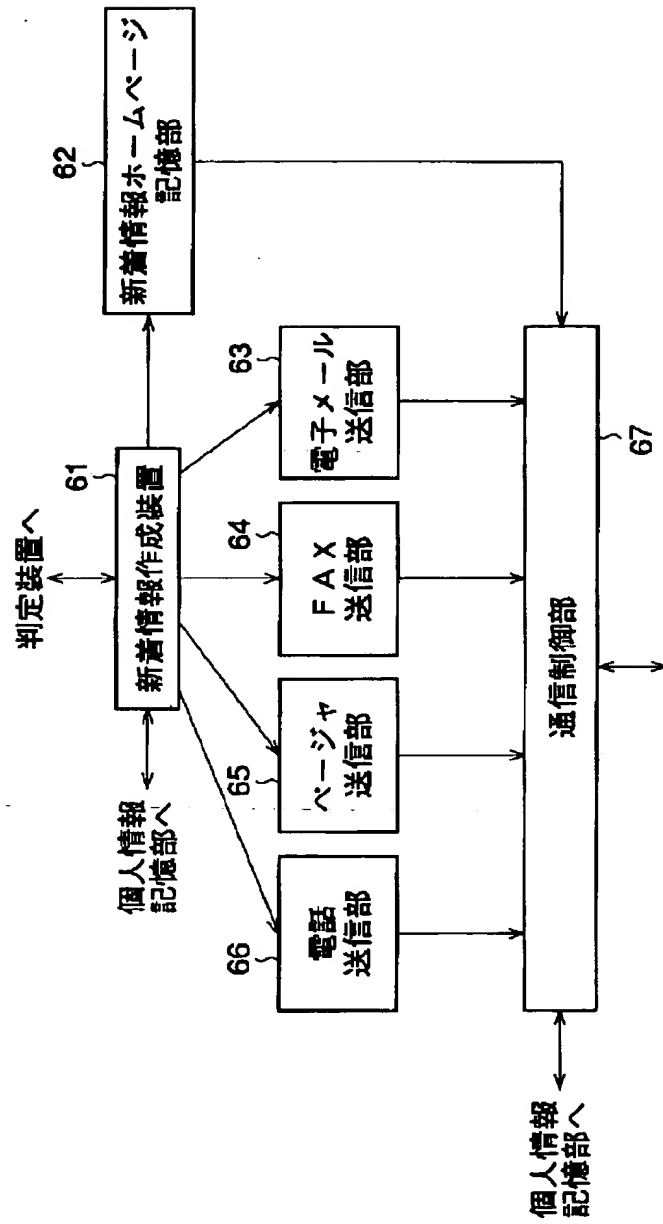 判定装置へ
61
新着情報作成装置
個人情報
記憶部へ
62
新着情報ホームページ
記憶部
66
電話
送信部
65
ページャ
送信部
64
FAX
送信部
63
電子メール
送信部
通信制御部
67
個人情報
記憶部へ